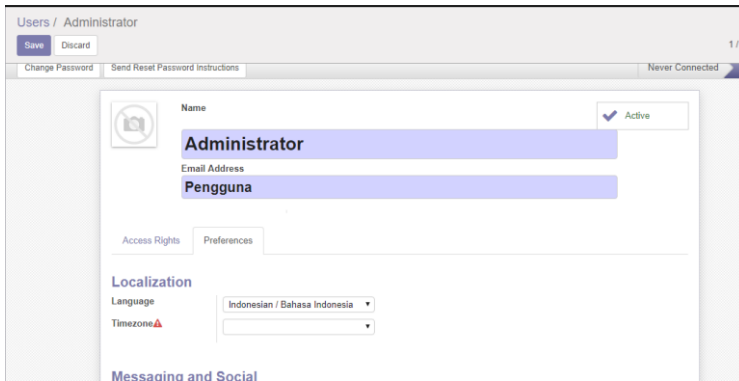 Users / Administrator
Save Discard
1/
Change Password Send Reset Password Instructions Never Connected
Name
Active
Administrator
Email Address
Pengguna
Access Rights Preferences
Localization
Language Indonesian / Bahasa Indonesia
Timezone
Messaging and Social